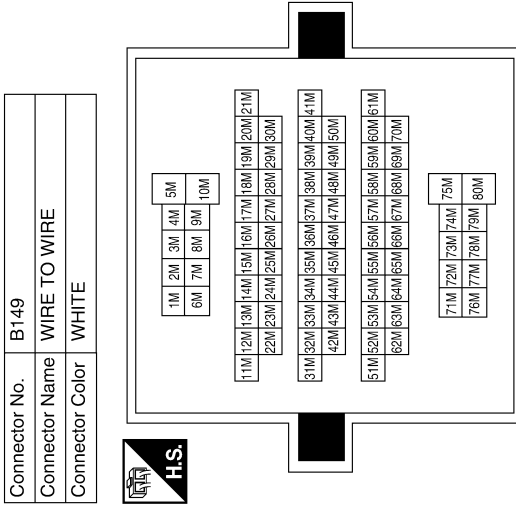 Connector No. B149
Connector Name WIRE TO WIRE
Connector Color WHITE
H.S.
1M 2M 3M 4M 5M
6M 7M 8M 9M 10M
11M 12M 13M 14M 15M 16M 17M 18M 19M 20M 21M
22M 23M 24M 25M 26M 27M 28M 29M 30M
31M 32M 33M 34M 35M 36M 37M 38M 39M 40M 41M
42M 43M 44M 45M 46M 47M 48M 49M 50M
51M 52M 53M 54M 55M 56M 57M 58M 59M 60M 61M
62M 63M 64M 65M 66M 67M 68M 69M 70M
71M 72M 73M 74M 75M
76M 77M 78M 79M 80M